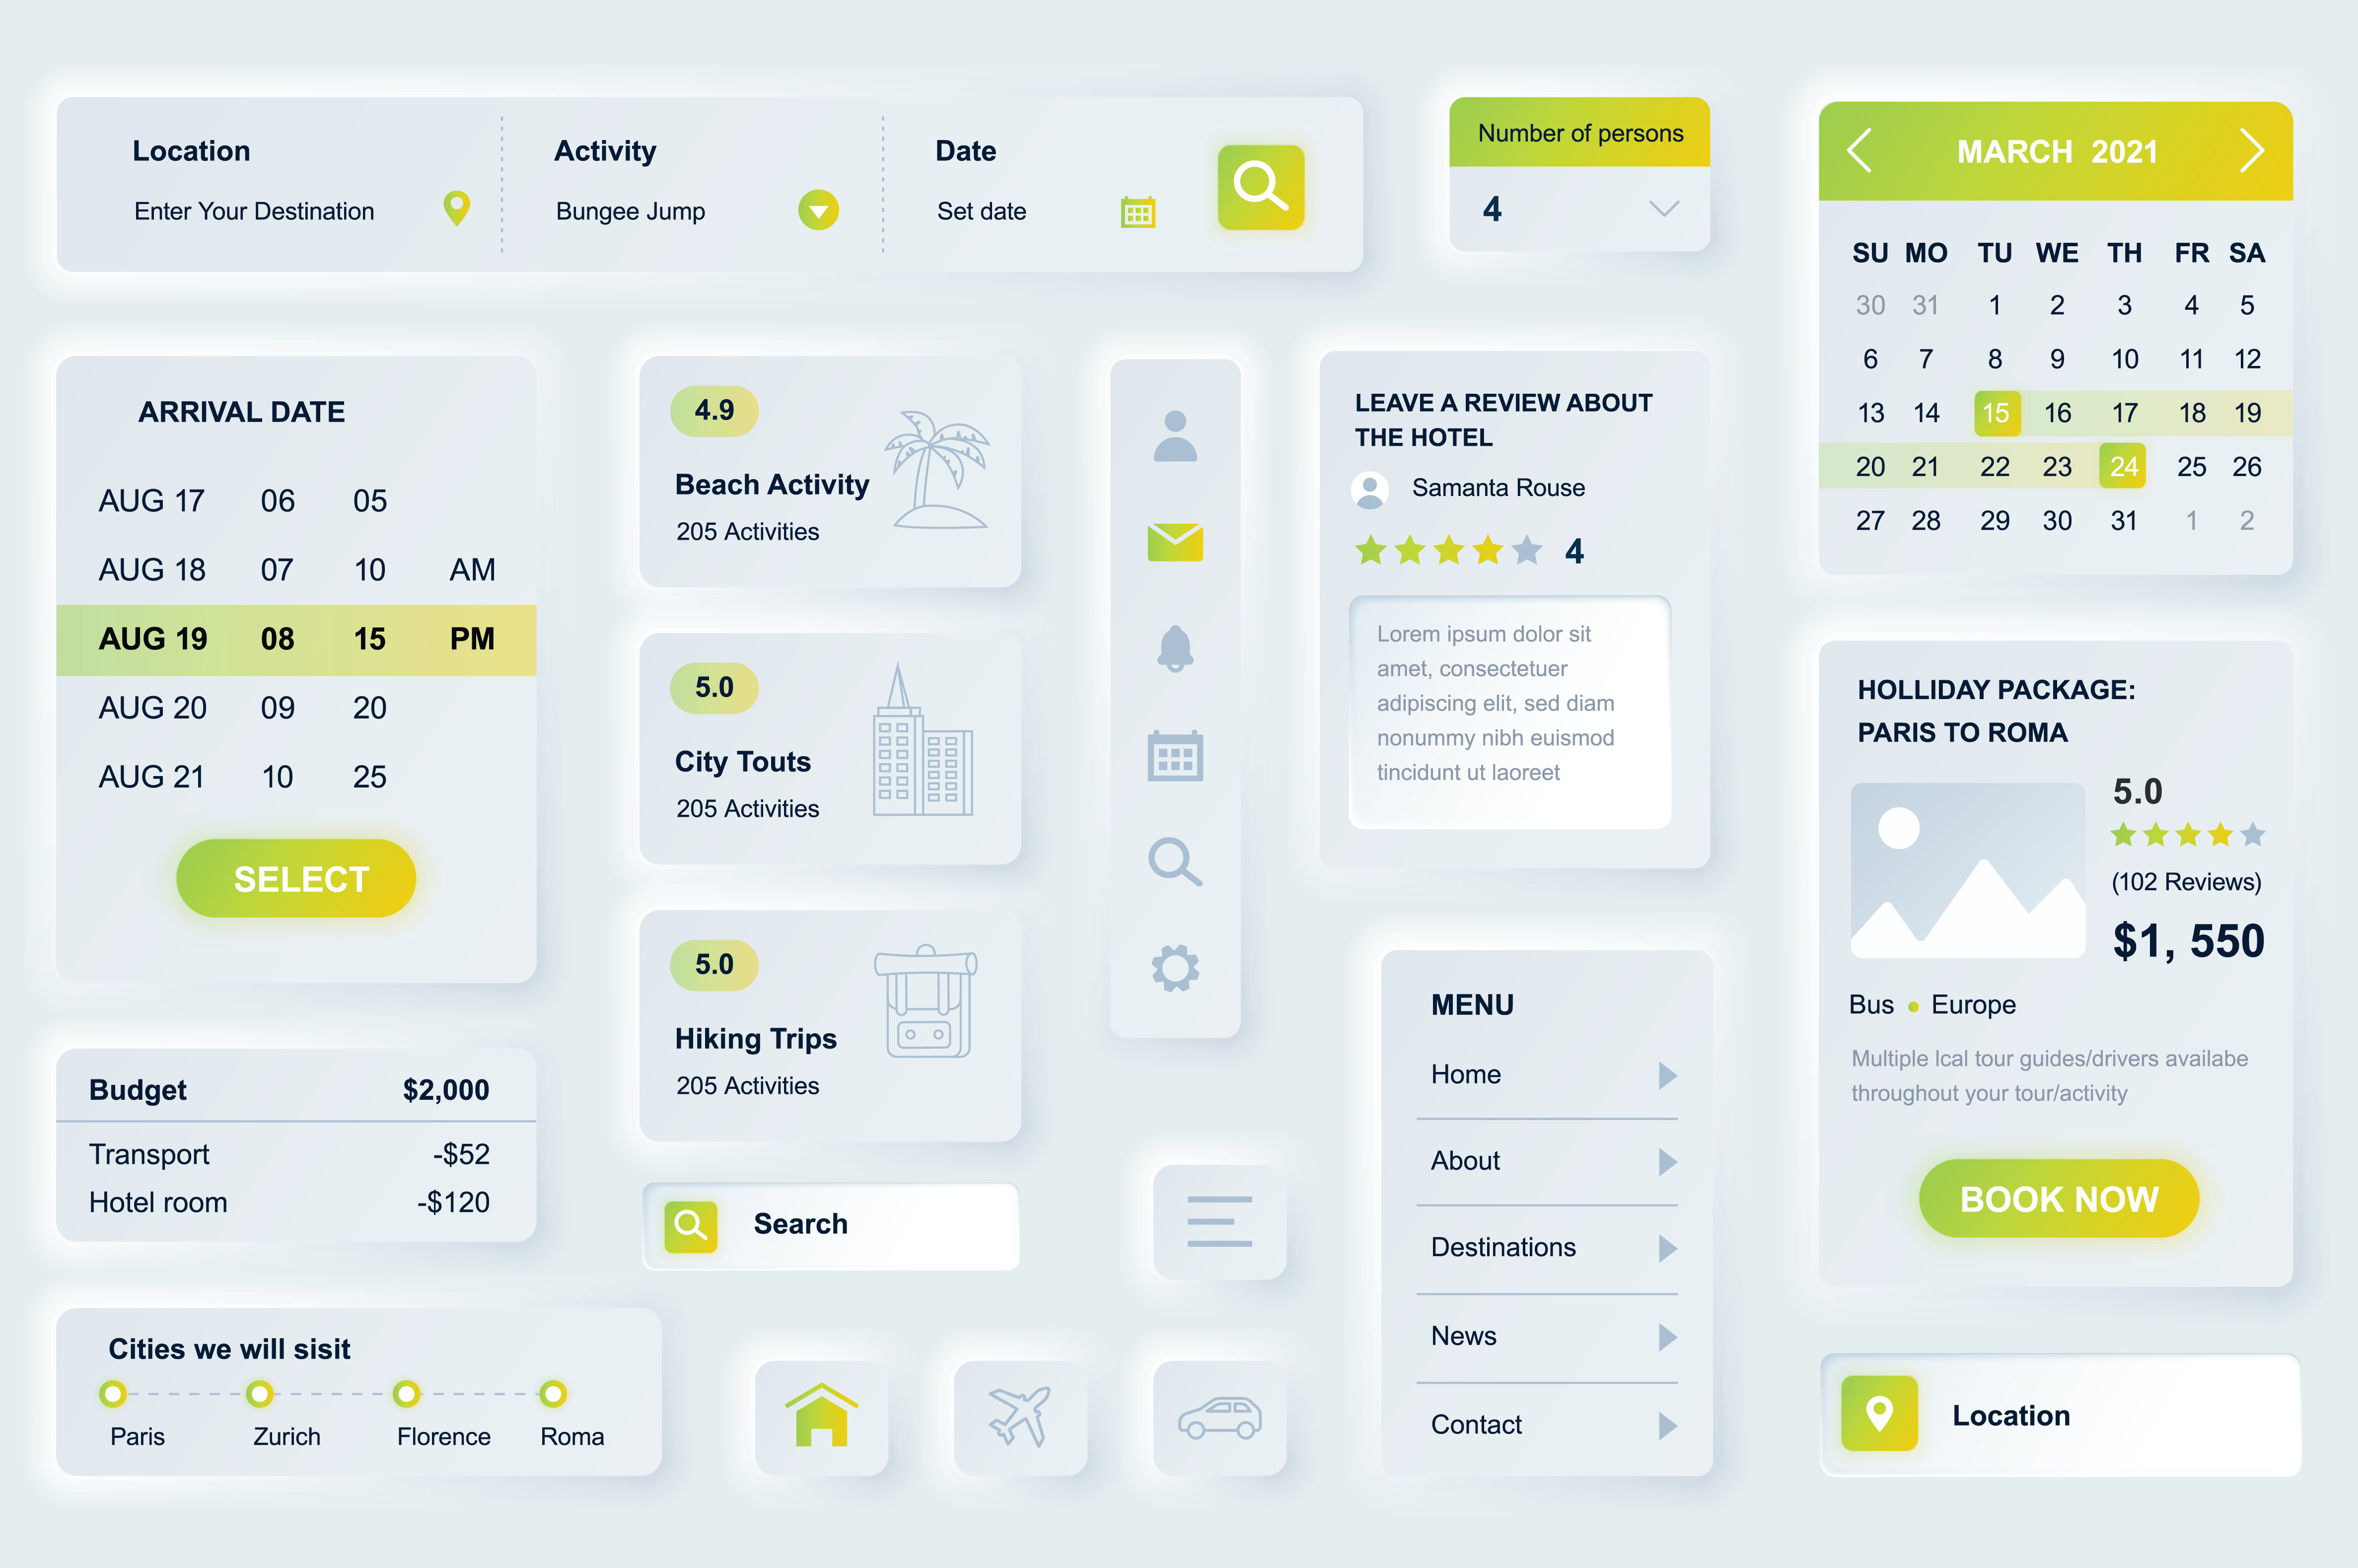 Location
Enter Your Destination
Activity
Bungee Jump
Date
Set date
Number of persons
4
MARCH 2021
SU MO TU WE TH FR SA
30 31 1 2 3 4 5
6 7 8 9 10 11 12
13 14 15 16 17 18 19
20 21 22 23 24 25 26
27 28 29 30 31 1 2
ARRIVAL DATE
AUG 17 06 05
AUG 18 07 10 AM
AUG 19 08 15 PM
AUG 20 09 20
AUG 21 10 25
SELECT
4.9
Beach Activity
205 Activities
5.0
City Touts
205 Activities
5.0
Hiking Trips
205 Activities
Search
LEAVE A REVIEW ABOUT
THE HOTEL
Samanta Rouse
4
Lorem ipsum dolor sit
amet, consectetuer
adipiscing elit, sed diam
nonummy nibh euismod
tincidunt ut laoreet
HOLLIDAY PACKAGE:
PARIS TO ROMA
5.0
(102 Reviews)
$1, 550
Bus • Europe
Multiple lcal tour guides/drivers availabe
throughout your tour/activity
BOOK NOW
MENU
Home
About
Destinations
News
Contact
Budget $2,000
Transport -$52
Hotel room -$120
Cities we will sisit
Paris Zurich Florence Roma
Location